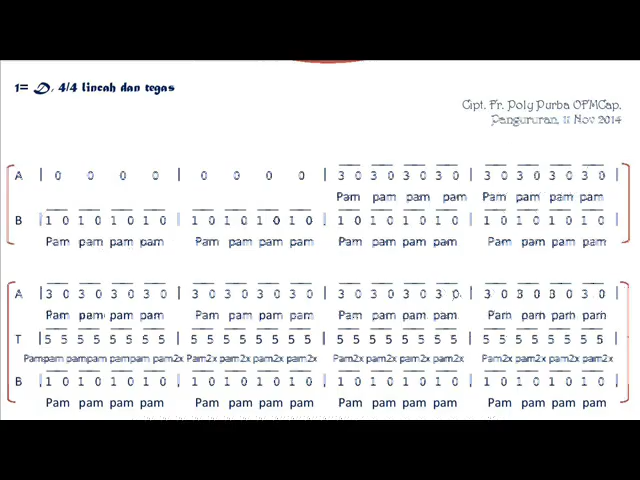 1= D, 4/4 Lincah dan tegas
Cipt. Fr. Poly Purba OFMCap.
Pangururan, 11 Nov 2014
A | 0 0 0 0 | 0 0 0 0 | 3 0 3 0 3 0 3 0 | 3 0 3 0 3 0 3 0 |
Pam pam pam pam Pam pam pam pam
B | 1 0 1 0 1 0 1 0 | 1 0 1 0 1 0 1 0 | 1 0 1 0 1 0 1 0 | 1 0 1 0 1 0 1 0 |
Pam pam pam pam Pam pam pam pam Pam pam pam pam Pam pam pam pam
A | 3 0 3 0 3 0 3 0 | 3 0 3 0 3 0 3 0 | 3 0 3 0 3 0 3 0 | 3 0 3 0 3 0 3 0 |
Pam pam pam pam Pam pam pam pam Pam pam pam pam Pam pam pam pam
T | 5 5 5 5 5 5 5 5 | 5 5 5 5 5 5 5 5 | 5 5 5 5 5 5 5 5 | 5 5 5 5 5 5 5 5 |
Pampam pampam pampam pam2x Pam2x pam2x pam2x pam2x Pam2x pam2x pam2x pam2x Pam2x pam2x pam2x pam2x
B | 1 0 1 0 1 0 1 0 | 1 0 1 0 1 0 1 0 | 1 0 1 0 1 0 1 0 | 1 0 1 0 1 0 1 0 |
Pam pam pam pam Pam pam pam pam Pam pam pam pam Pam pam pam pam